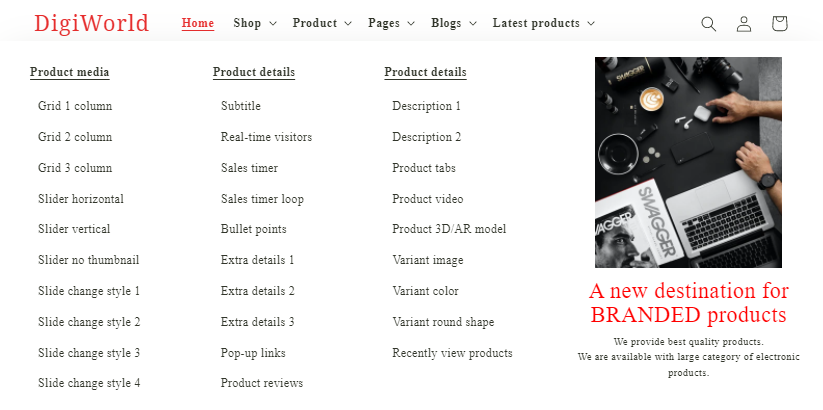 DigiWorld
Home Shop Product Pages Blogs Latest products
Product media
Grid 1 column
Grid 2 column
Grid 3 column
Slider horizontal
Slider vertical
Slider no thumbnail
Slide change style 1
Slide change style 2
Slide change style 3
Slide change style 4
Product details
Subtitle
Real-time visitors
Sales timer
Sales timer loop
Bullet points
Extra details 1
Extra details 2
Extra details 3
Pop-up links
Product reviews
Product details
Description 1
Description 2
Product tabs
Product video
Product 3D/AR model
Variant image
Variant color
Variant round shape
Recently view products
SWAGGER
SWAGGER
A new destination for
BRANDED products
We provide best quality products.
We are available with large category of electronic
products.